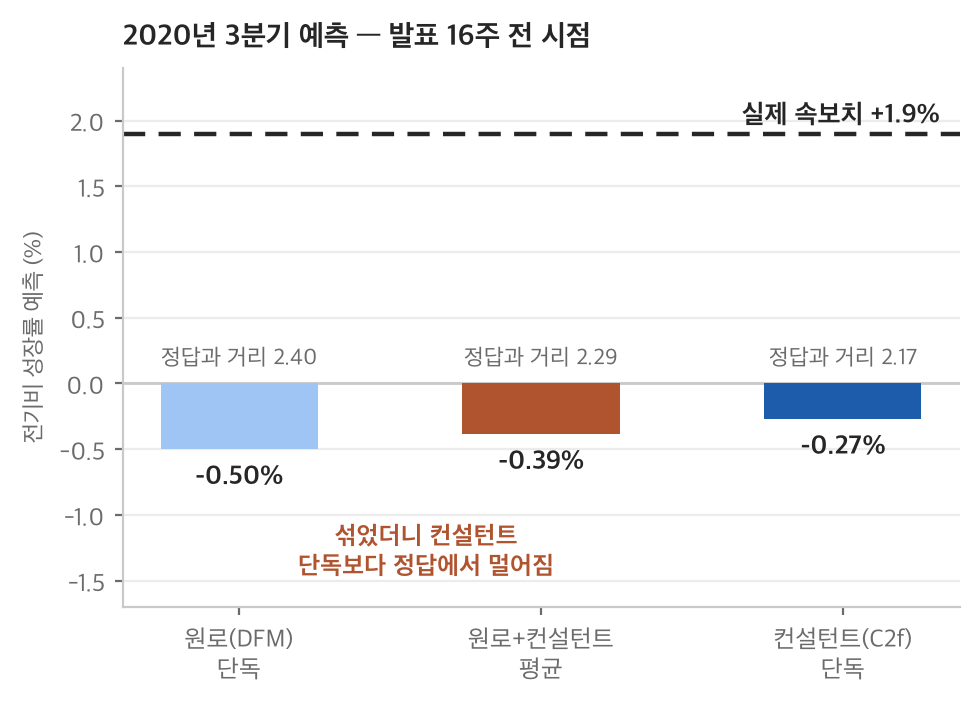 2020년 3분기 예측 — 발표 16주 전 시점
실제 속보치 +1.9%
전기비 성장률 예측 (%)
2.0
1.5
1.0
0.5
0.0
-0.5
-1.0
-1.5
정답과 거리 2.40
정답과 거리 2.29
정답과 거리 2.17
-0.50%
-0.39%
-0.27%
섞었더니 컨설턴트
단독보다 정답에서 멀어짐
원로(DFM)
단독
원로+컨설턴트
평균
컨설턴트(C2f)
단독